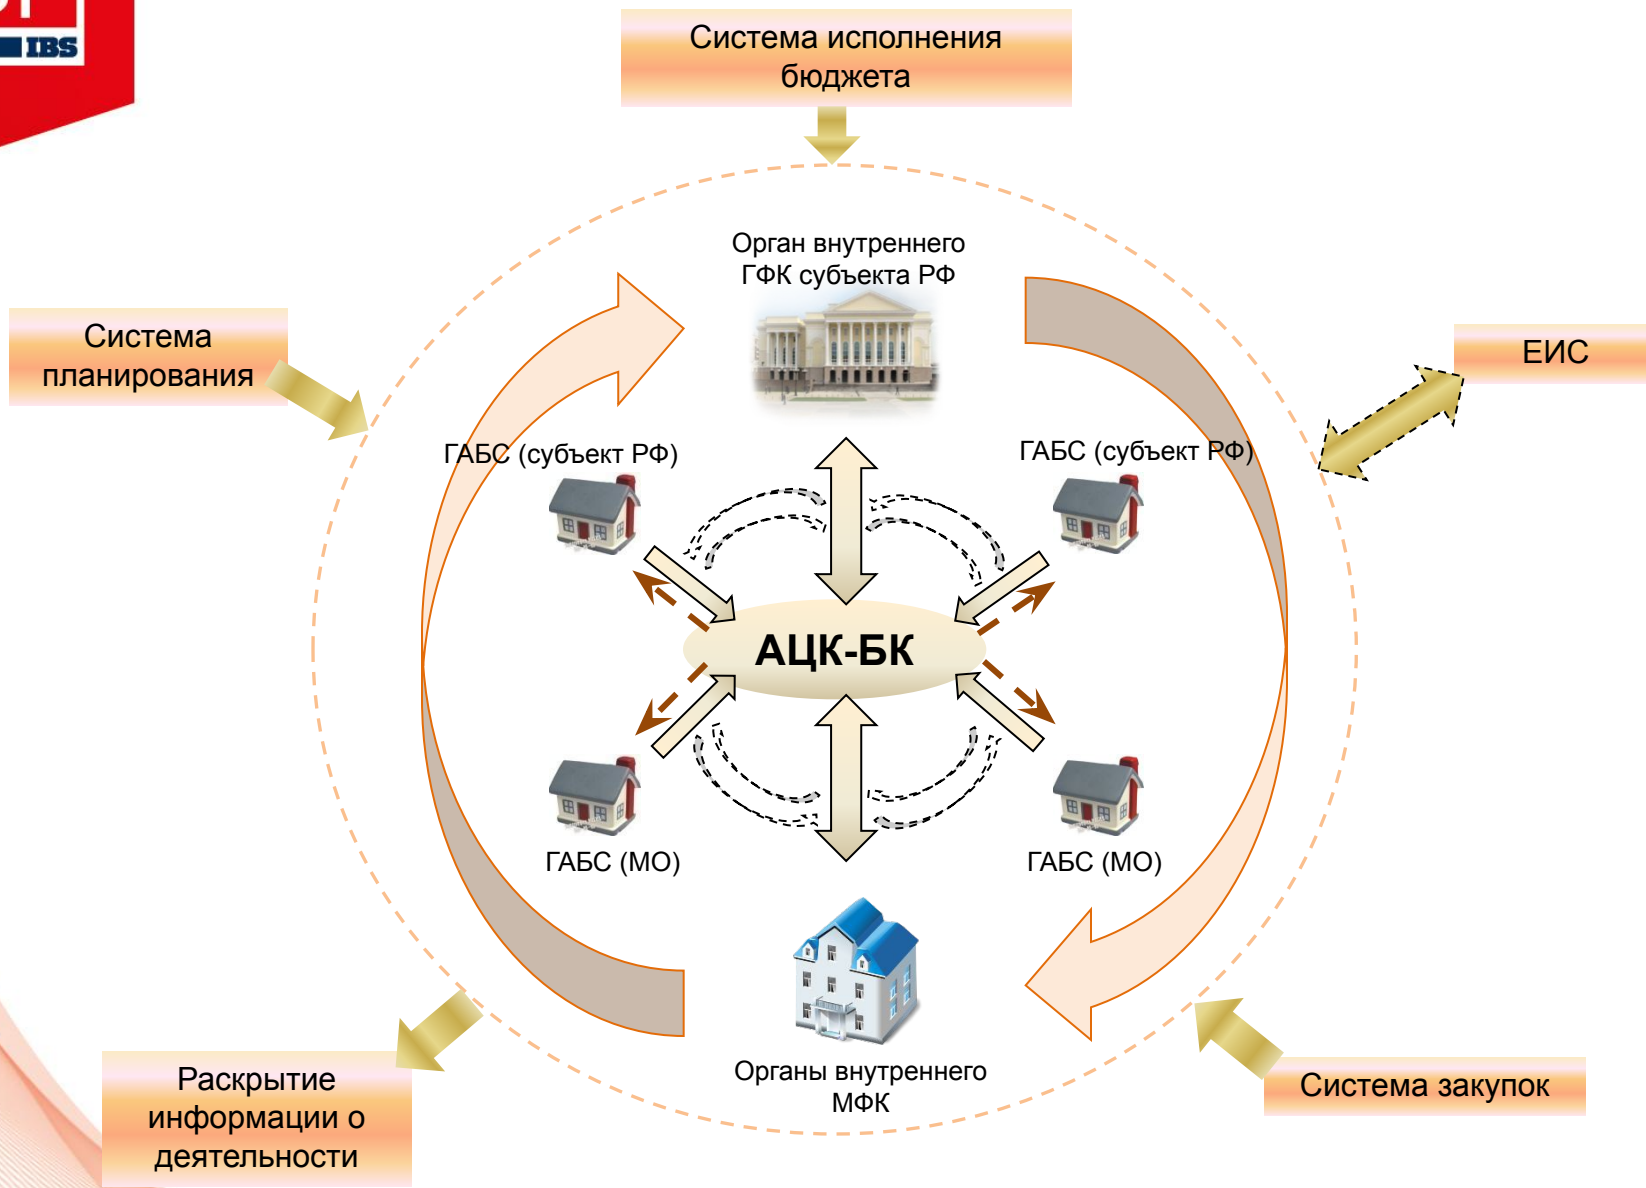 IBS
Система исполнения
бюджета
Орган внутреннего
ГФК субъекта РФ
Система
планирования
ЕИС
ГАБС (субъект РФ)
ГАБС (субъект РФ)
АЦК-БК
ГАБС (МО)
ГАБС (МО)
Органы внутреннего
МФК
Раскрытие
информации о
деятельности
Система закупок